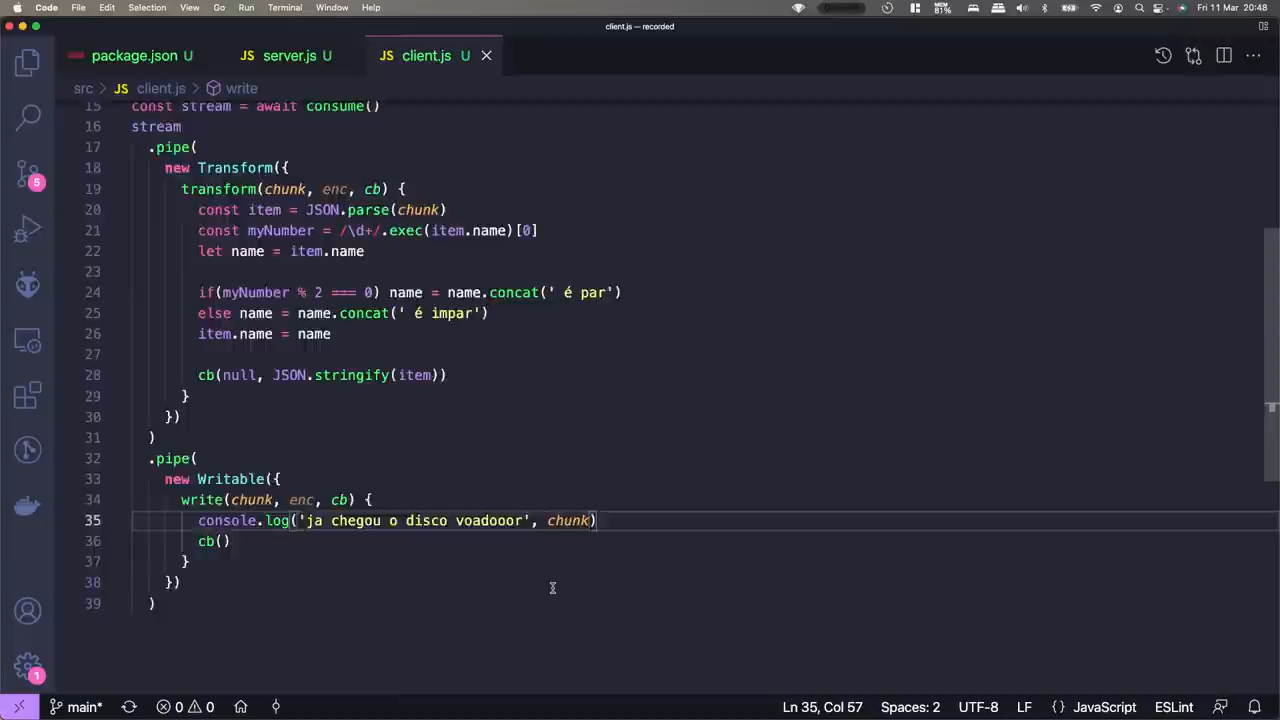 Code File Edit Selection View Go Run Terminal Window Help MEM 81% Fri 11 Mar 20:48
client.js — recorded
package.json U JS server.js U JS client.js U
src > JS client.js > write
15 const stream = await consume()
16 stream
17 .pipe(
18 new Transform({
19 transform(chunk, enc, cb) {
20 const item = JSON.parse(chunk)
21 const myNumber = /\d+/.exec(item.name)[0]
22 let name = item.name
23
24 if(myNumber % 2 === 0) name = name.concat(' é par')
25 else name = name.concat(' é impar')
26 item.name = name
27
28 cb(null, JSON.stringify(item))
29 }
30 })
31 )
32 .pipe(
33 new Writable({
34 write(chunk, enc, cb) {
35 console.log('ja chegou o disco voadooor', chunk)
36 cb()
37 }
38 })
39 )
5
1
main* 0 0 Ln 35, Col 57 Spaces: 2 UTF-8 LF {} JavaScript ESLint